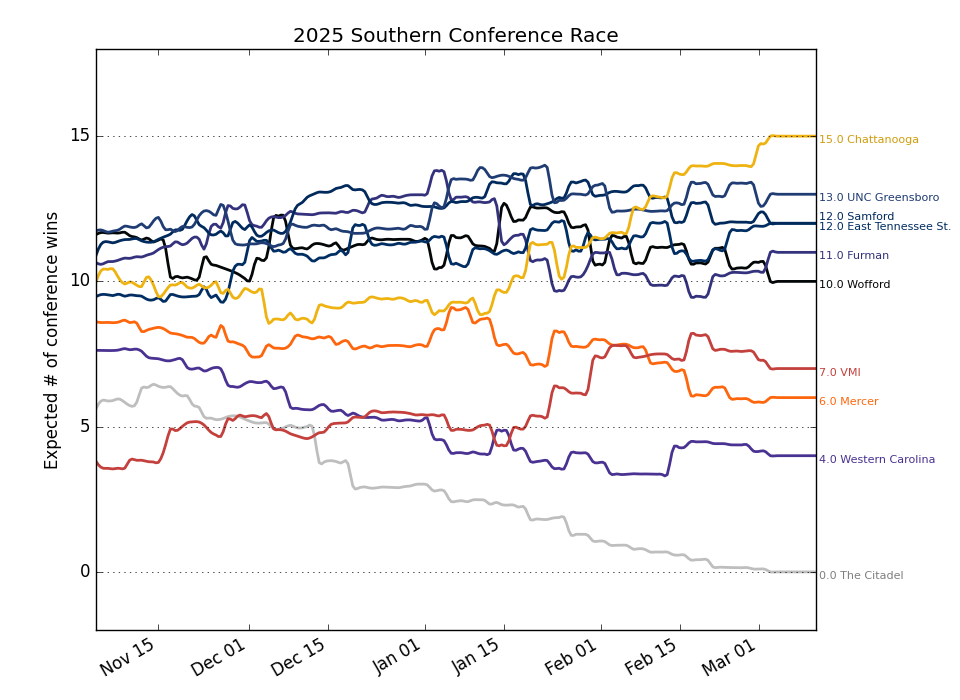 2025 Southern Conference Race
Expected # of conference wins
15
10
5
0
15.0 Chattanooga
13.0 UNC Greensboro
12.0 Samford
12.0 East Tennessee St.
11.0 Furman
10.0 Wofford
7.0 VMI
6.0 Mercer
4.0 Western Carolina
0.0 The Citadel
Nov 15
Dec 01
Dec 15
Jan 01
Jan 15
Feb 01
Feb 15
Mar 01